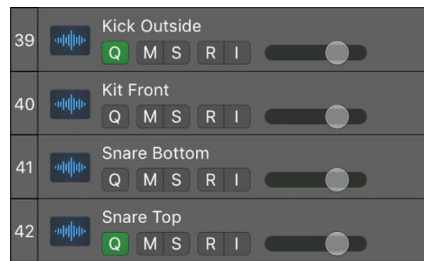 39 Kick Outside
Q M S R I
40 Kit Front
Q M S R I
41 Snare Bottom
Q M S R I
42 Snare Top
Q M S R I